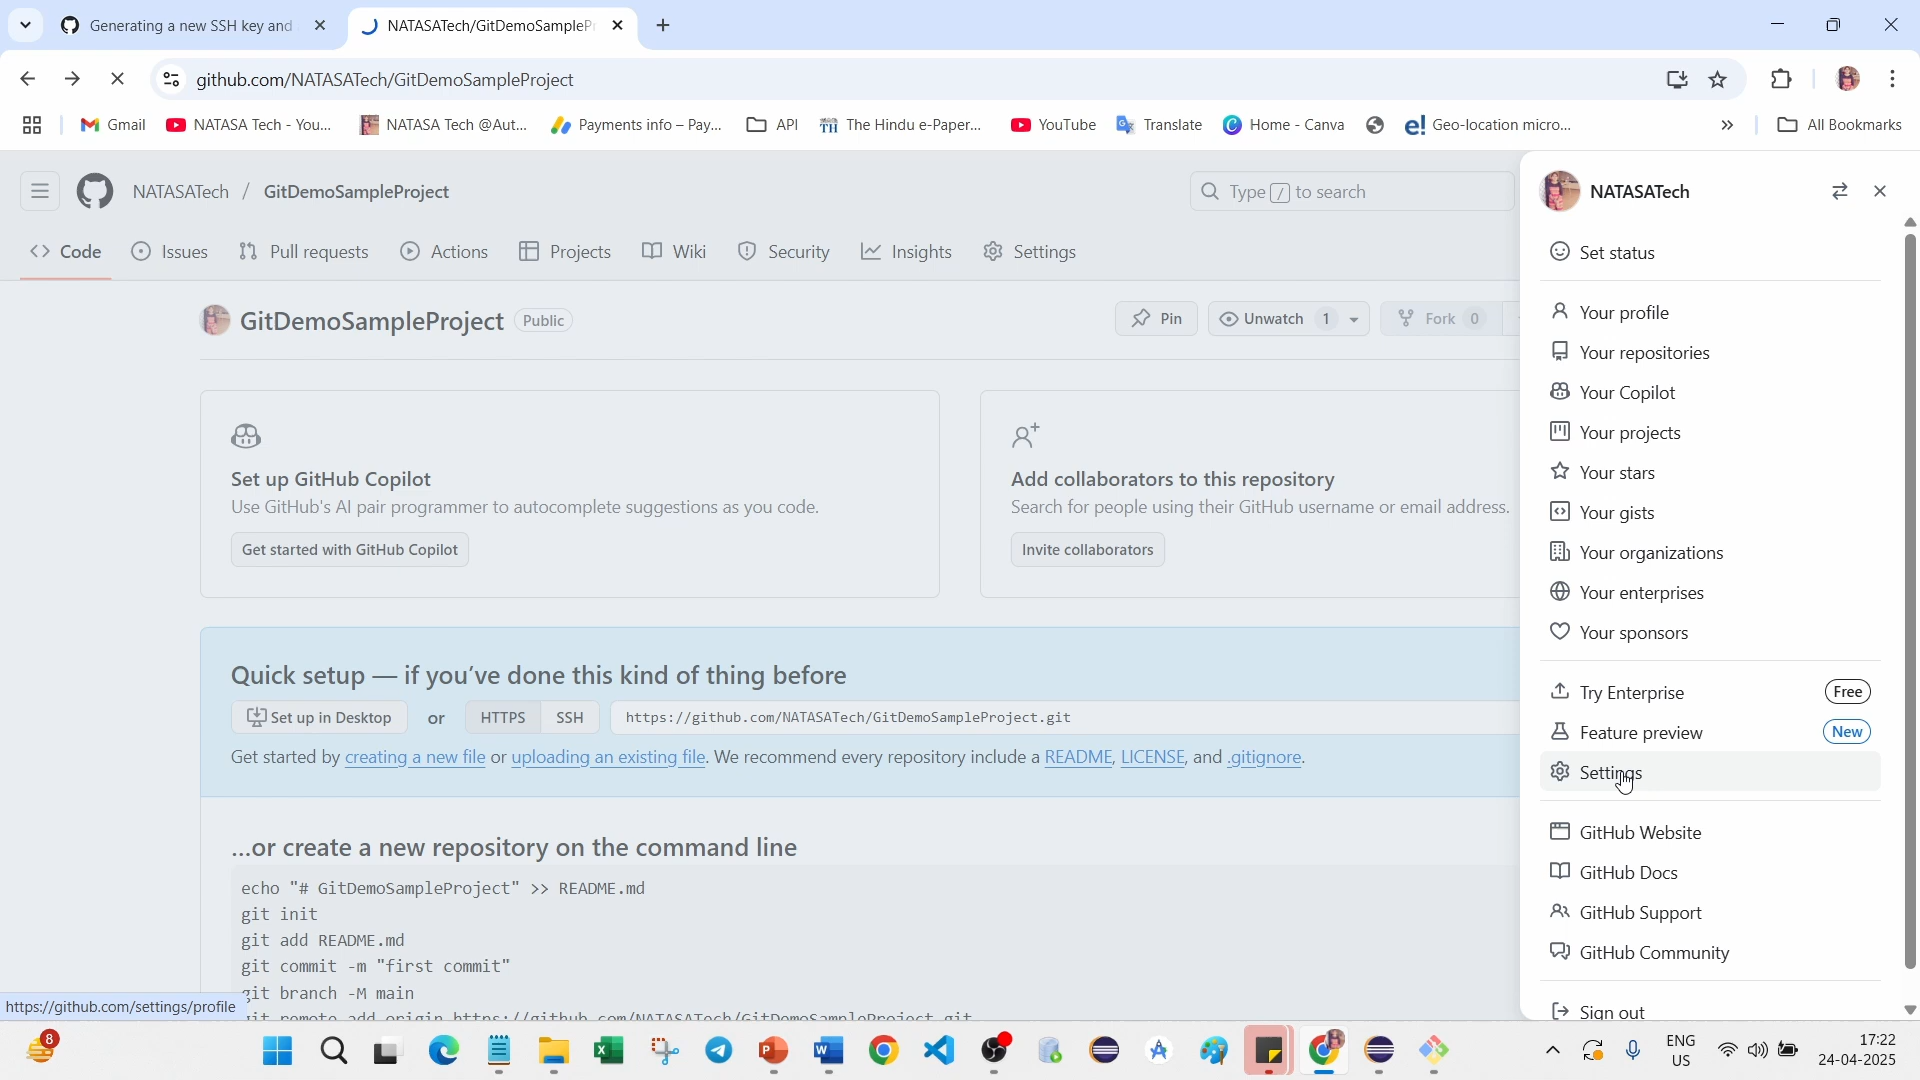 Generating a new SSH key and
NATASATech/GitDemoSampleP
github.com/NATASATech/GitDemoSampleProject
Gmail
NATASA Tech - You...
NATASA Tech @Aut...
Payments info – Pay...
API
The Hindu e-Paper...
YouTube
Translate
Home - Canva
Geo-location micro...
All Bookmarks
NATASATech / GitDemoSampleProject
Type / to search
Code
Issues
Pull requests
Actions
Projects
Wiki
Security
Insights
Settings
GitDemoSampleProject Public
Pin
Unwatch 1
Fork 0
Set up GitHub Copilot
Use GitHub's AI pair programmer to autocomplete suggestions as you code.
Get started with GitHub Copilot
Add collaborators to this repository
Search for people using their GitHub username or email address.
Invite collaborators
Quick setup — if you've done this kind of thing before
Set up in Desktop or HTTPS SSH https://github.com/NATASATech/GitDemoSampleProject.git
Get started by creating a new file or uploading an existing file. We recommend every repository include a README, LICENSE, and .gitignore.
...or create a new repository on the command line
echo "# GitDemoSampleProject" >> README.md
git init
git add README.md
git commit -m "first commit"
git branch -M main
git remote add origin https://github.com/NATASATech/GitDemoSampleProject.git
https://github.com/settings/profile
NATASATech
Set status
Your profile
Your repositories
Your Copilot
Your projects
Your stars
Your gists
Your organizations
Your enterprises
Your sponsors
Try Enterprise Free
Feature preview New
Settings
GitHub Website
GitHub Docs
GitHub Support
GitHub Community
Sign out
8
ENG
US
17:22
24-04-2025